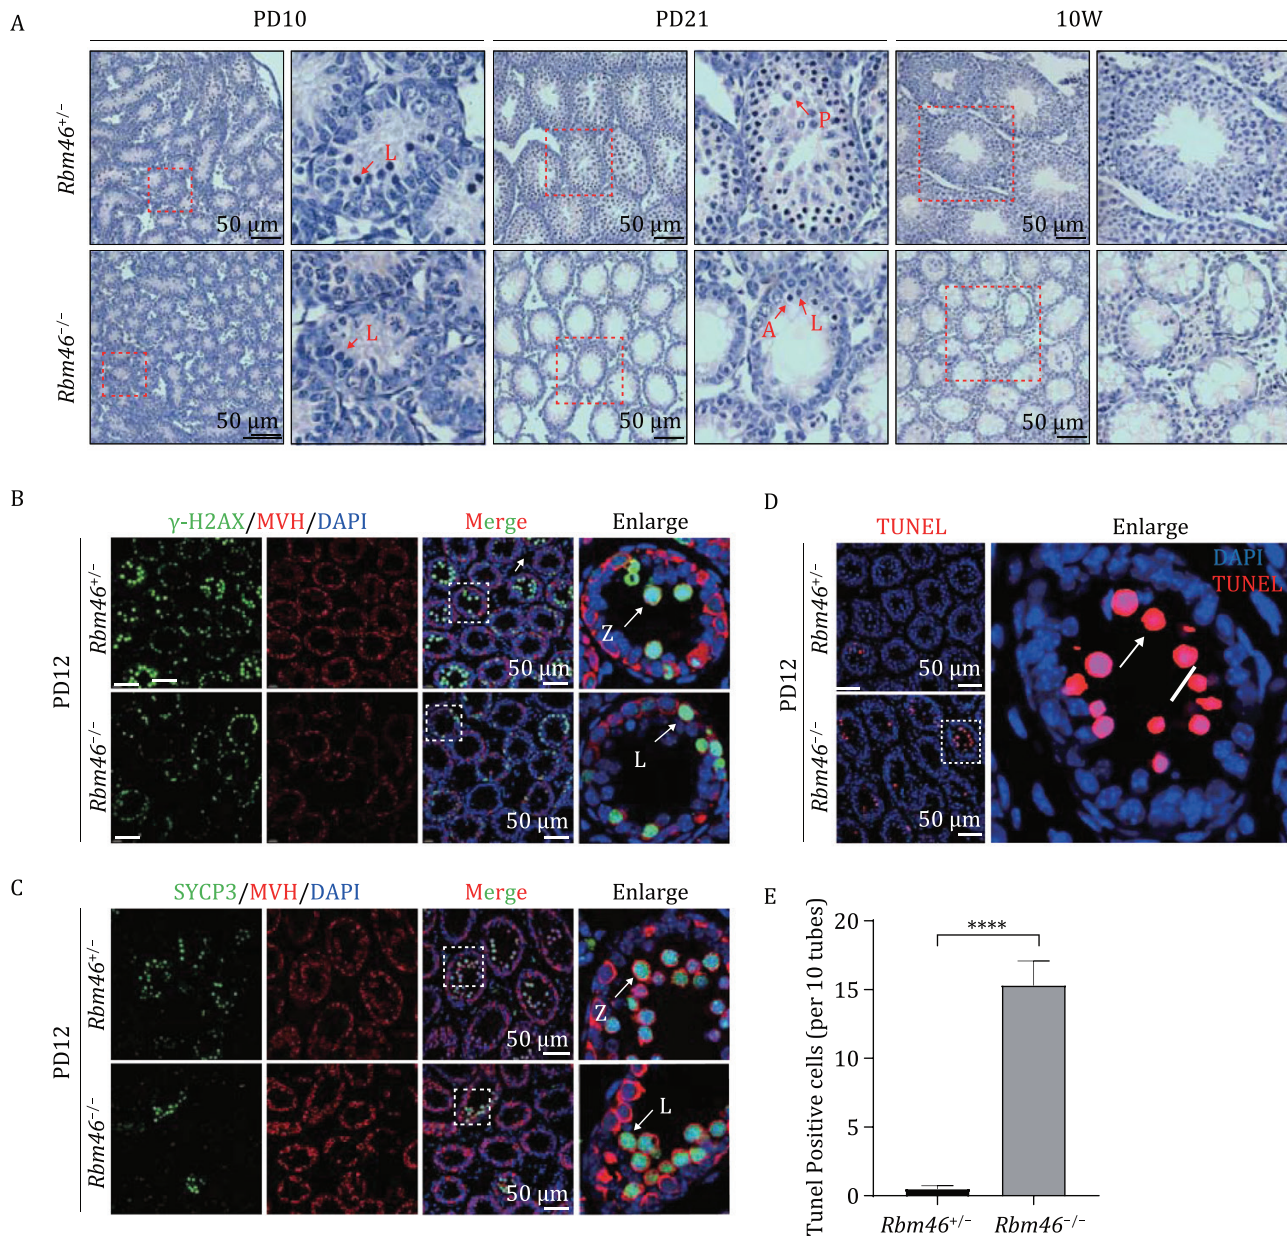 A
PD10 PD21 10W
Rbm46+/−
L
P
50 μm 50 μm 50 μm
Rbm46−/−
L
A L
50 μm 50 μm 50 μm
B
γ-H2AX/MVH/DAPI Merge Enlarge
PD12
Rbm46+/−
Z
50 μm
Rbm46−/−
L
50 μm
C
SYCP3/MVH/DAPI Merge Enlarge
PD12
Rbm46+/−
Z
50 μm
Rbm46−/−
L
50 μm
D
TUNEL Enlarge
PD12
Rbm46+/−
50 μm
Rbm46−/−
50 μm
DAPI
TUNEL
E
Tunel Positive cells (per 10 tubes)
20
15
10
5
0
****
Rbm46+/− Rbm46−/−